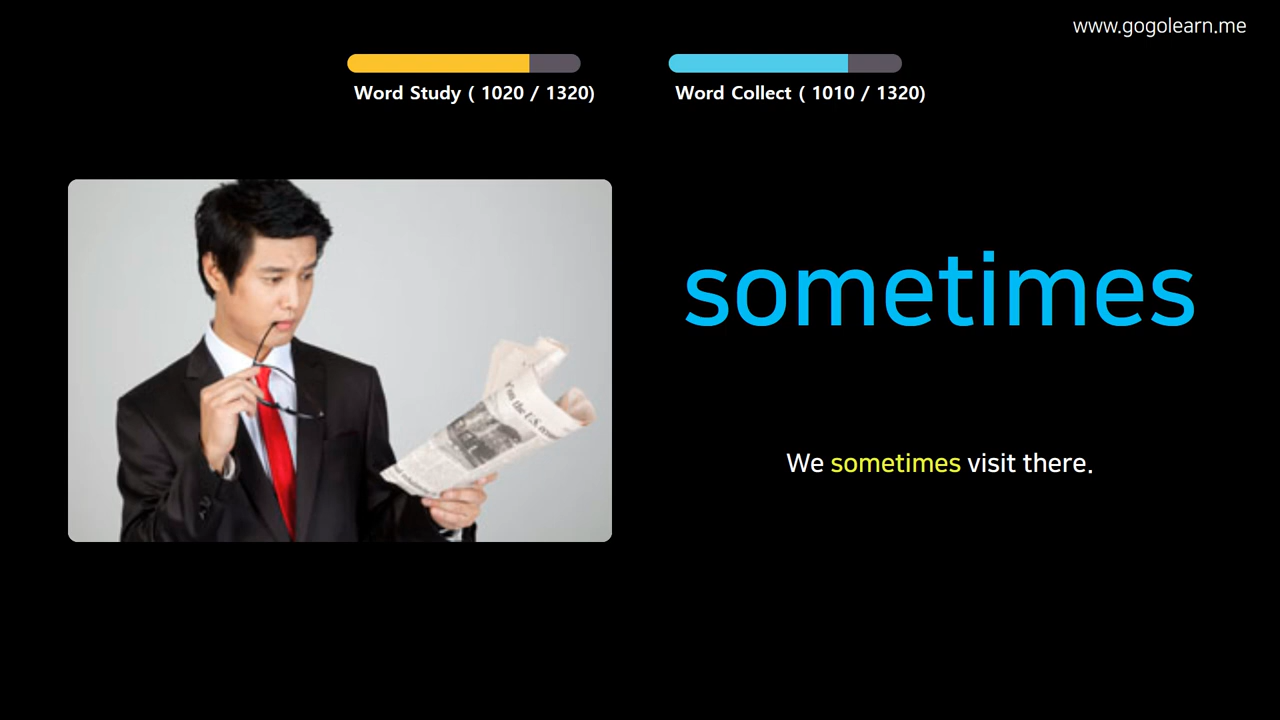 www.gogolearn.me
Word Study ( 1020 / 1320)
Word Collect ( 1010 / 1320)
sometimes
We sometimes visit there.